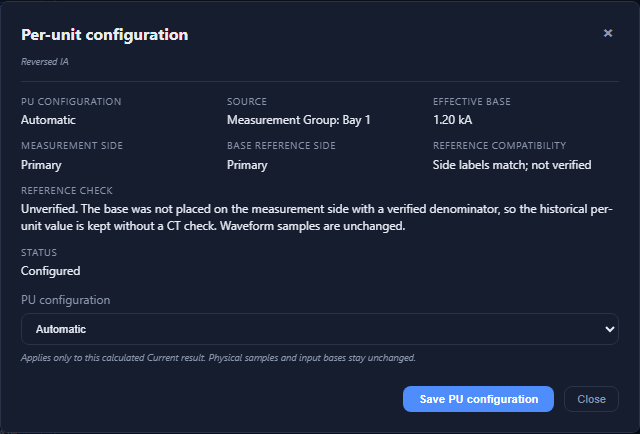 Per-unit configuration
×
Reversed IA
PU CONFIGURATION
SOURCE
EFFECTIVE BASE
Automatic
Measurement Group: Bay 1
1.20 kA
MEASUREMENT SIDE
BASE REFERENCE SIDE
REFERENCE COMPATIBILITY
Primary
Primary
Side labels match; not verified
REFERENCE CHECK
Unverified. The base was not placed on the measurement side with a verified denominator, so the historical per-
unit value is kept without a CT check. Waveform samples are unchanged.
STATUS
Configured
PU configuration
Automatic
Applies only to this calculated Current result. Physical samples and input bases stay unchanged.
Save PU configuration
Close